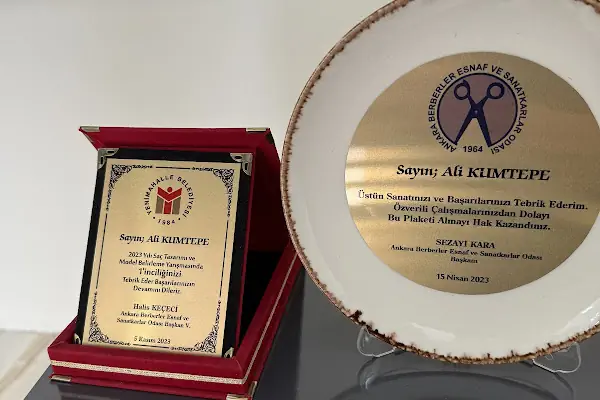 YENİMAHALLE BELEDİYESİ
1984
Sayın; Ali KUMTEPE
2023 Yılı Saç Tasarımı ve
Model Belirleme Yarışmasında
1'inciliğinizi
Tebrik Eder Başarılarınızın
Devamını Dileriz.
Halis KEÇECİ
Ankara Berberler Esnaf ve
Sanatkarlar Odası Başkan V.
5 Kasım 2023
ANKARA BERBERLER ESNAF VE SANATKARLAR ODASI
1964
Sayın; Ali KUMTEPE
Üstün Sanatınızı ve Başarılarınızı Tebrik Ederim.
Özverili Çalışmalarınızdan Dolayı
Bu Plaketi Almayı Hak Kazandınız.
SEZAYİ KARA
Ankara Berberler Esnaf ve Sanatkarlar Odası
Başkanı
15 Nisan 2023